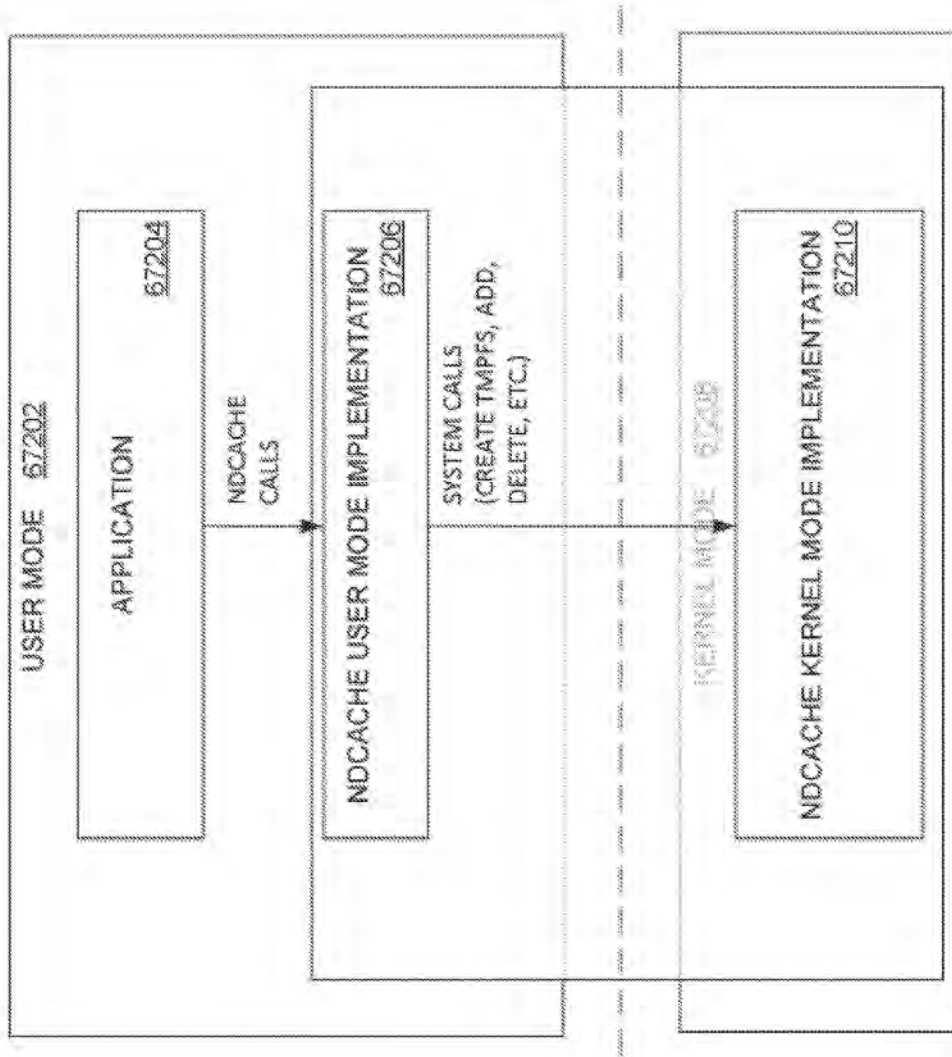 USER MODE 67202
APPLICATION
67204
NDCACHE
CALLS
NDCACHE USER MODE IMPLEMENTATION
67206
SYSTEM CALLS
(CREATE TMPFS, ADD,
DELETE, ETC.)
KERNEL MODE 67208
NDCACHE KERNEL MODE IMPLEMENTATION
67210